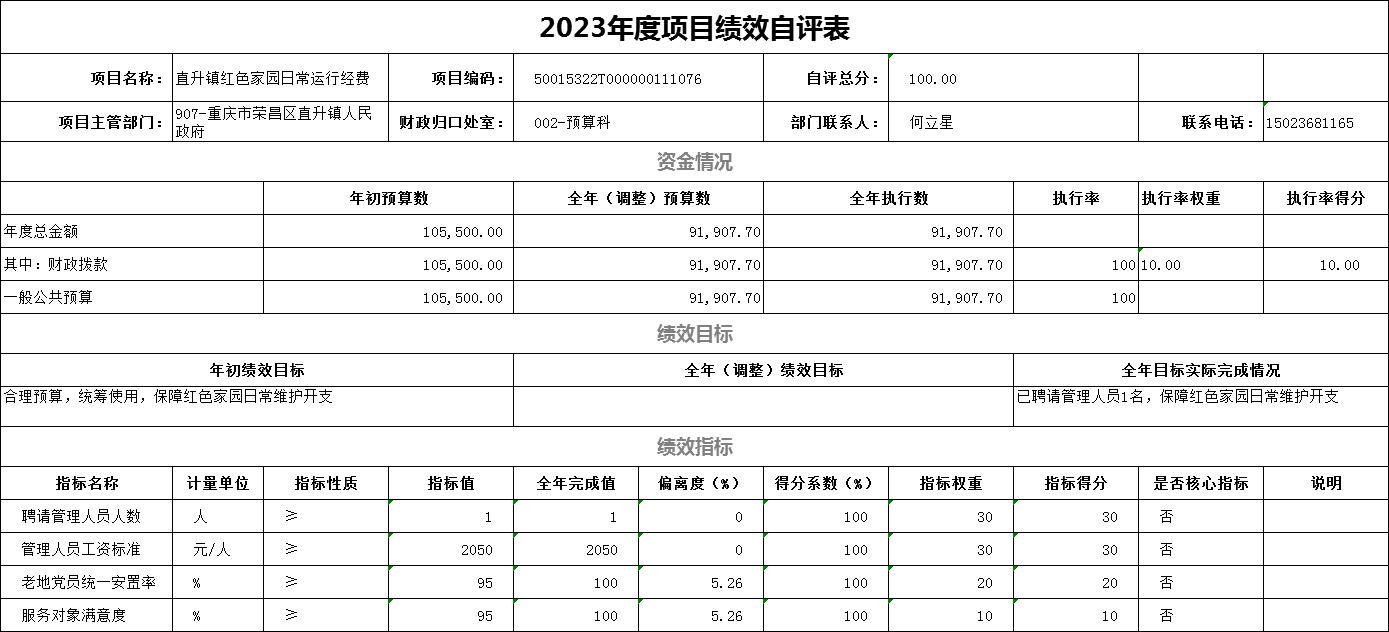 2023年度项目绩效自评表
项目名称： 直升镇红色家园日常运行经费 项目编码： 50015322T000000111076 自评总分： 100.00
项目主管部门： 907-重庆市荣昌区直升镇人民政府 财政归口处室： 002-预算科 部门联系人： 何立星 联系电话： 15023681165
资金情况
年初预算数 全年（调整）预算数 全年执行数 执行率 执行率权重 执行率得分
年度总金额 105,500.00 91,907.70 91,907.70
其中：财政拨款 105,500.00 91,907.70 91,907.70 100 10.00 10.00
一般公共预算 105,500.00 91,907.70 91,907.70 100
绩效目标
年初绩效目标 全年（调整）绩效目标 全年目标实际完成情况
合理预算，统筹使用，保障红色家园日常维护开支 已聘请管理人员1名，保障红色家园日常维护开支
绩效指标
指标名称 计量单位 指标性质 指标值 全年完成值 偏离度（%） 得分系数（%） 指标权重 指标得分 是否核心指标 说明
聘请管理人员人数 人 ≥ 1 1 0 100 30 30 否
管理人员工资标准 元/人 ≥ 2050 2050 0 100 30 30 否
老地党员统一安置率 % ≥ 95 100 5.26 100 20 20 否
服务对象满意度 % ≥ 95 100 5.26 100 10 10 否